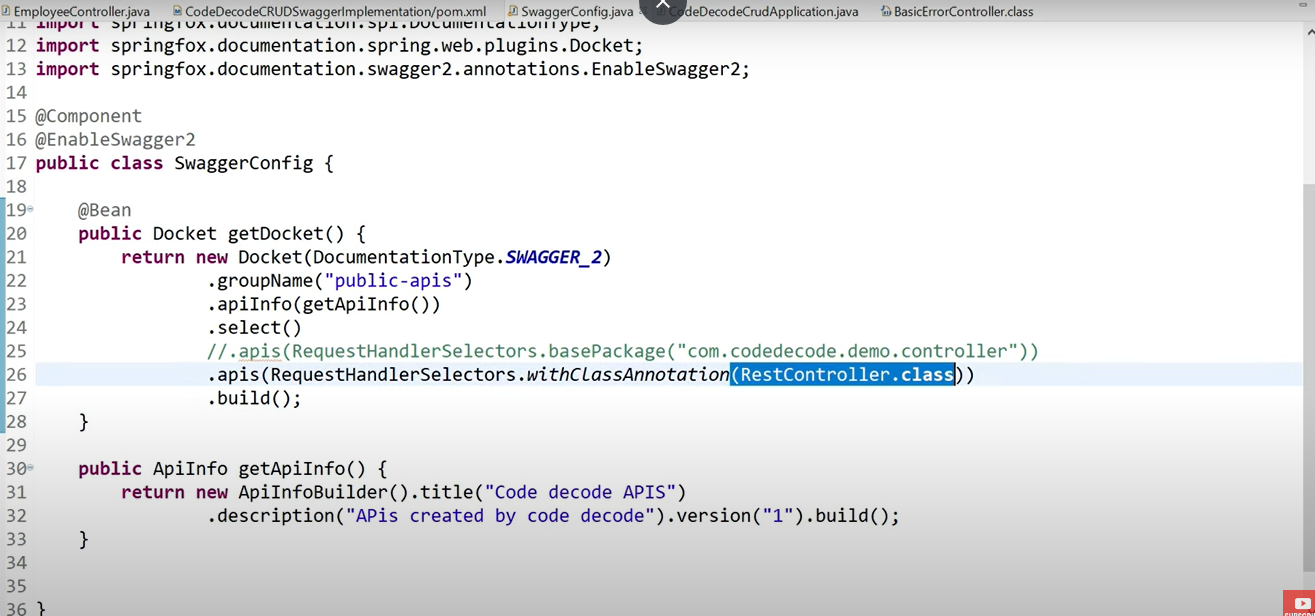 EmployeeController.java CodeDecodeCRUDSwaggerImplementation/pom.xml SwaggerConfig.java CodeDecodeCrudApplication.java BasicErrorController.class
11 import springfox.documentation.spi.DocumentationType;
12 import springfox.documentation.spring.web.plugins.Docket;
13 import springfox.documentation.swagger2.annotations.EnableSwagger2;
14
15 @Component
16 @EnableSwagger2
17 public class SwaggerConfig {
18
19 @Bean
20 public Docket getDocket() {
21 return new Docket(DocumentationType.SWAGGER_2)
22 .groupName("public-apis")
23 .apiInfo(getApiInfo())
24 .select()
25 //.apis(RequestHandlerSelectors.basePackage("com.codedecode.demo.controller"))
26 .apis(RequestHandlerSelectors.withClassAnnotation(RestController.class))
27 .build();
28 }
29
30 public ApiInfo getApiInfo() {
31 return new ApiInfoBuilder().title("Code decode APIS")
32 .description("APis created by code decode").version("1").build();
33 }
34
35
36 }